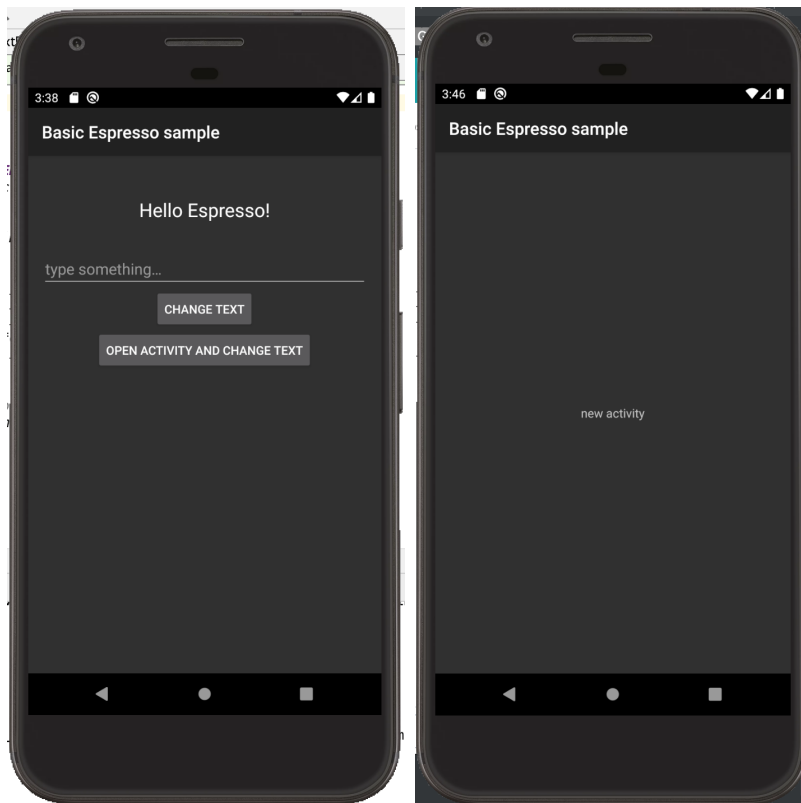 3:38
Basic Espresso sample
Hello Espresso!
type something...
CHANGE TEXT
OPEN ACTIVITY AND CHANGE TEXT
3:46
Basic Espresso sample
new activity